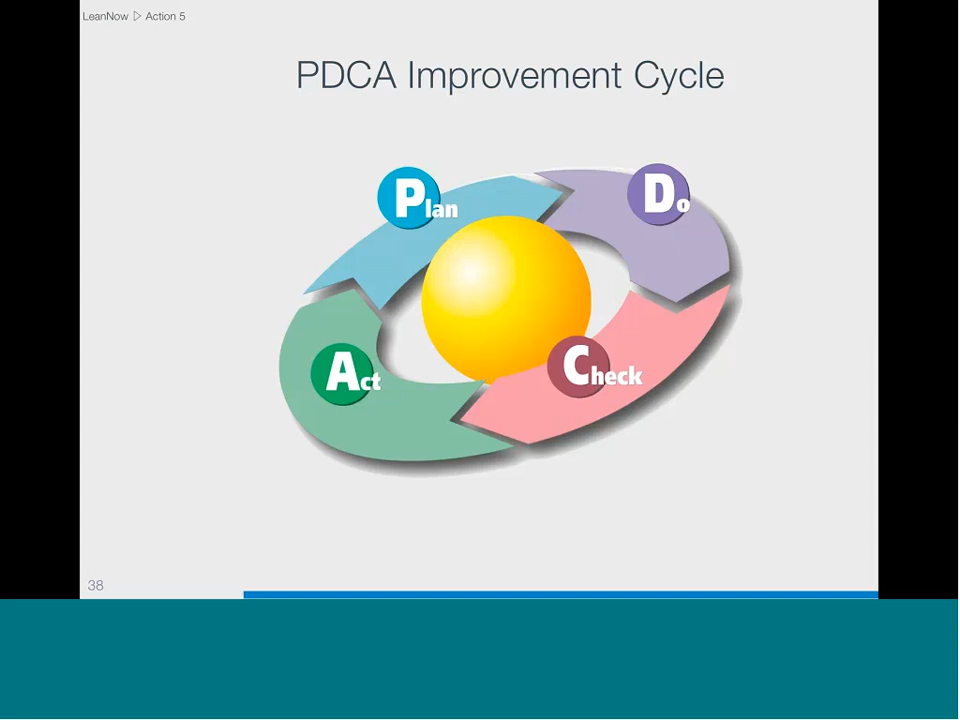 LeanNow ▷ Action 5
PDCA Improvement Cycle
Plan
Do
Act
Check
38